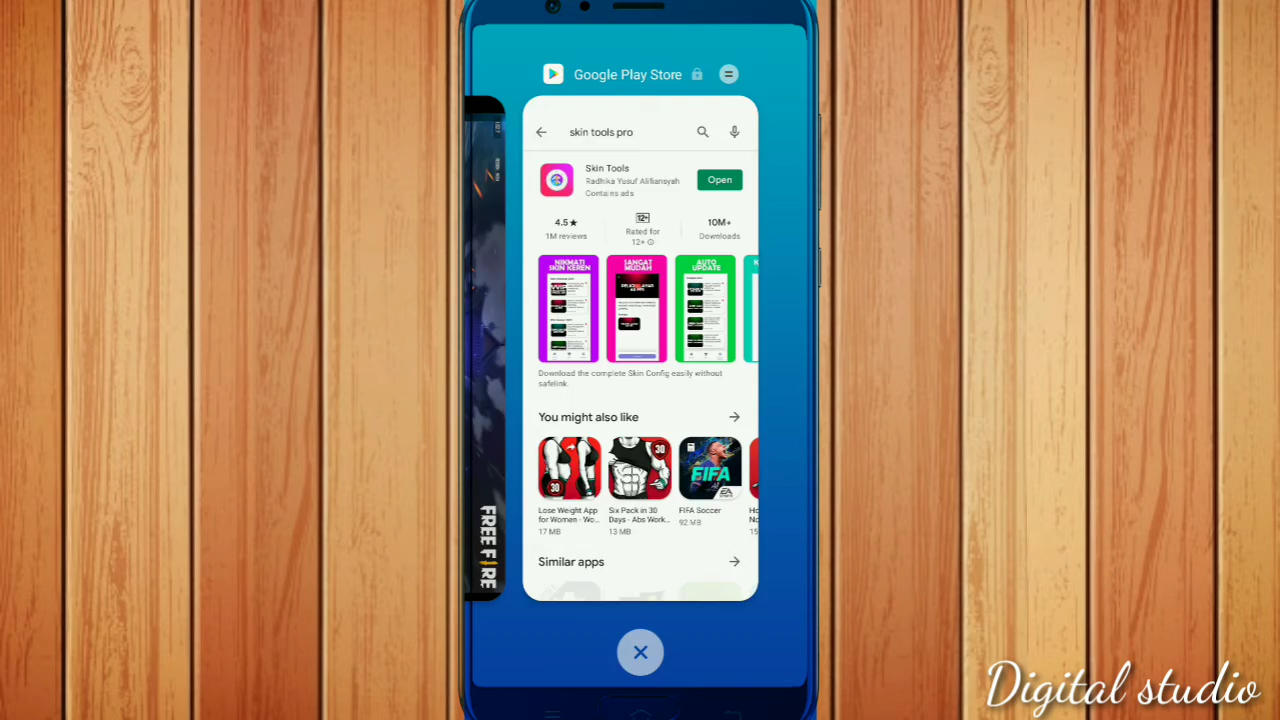 Google Play Store
skin tools pro
Skin Tools
Radhika Yusuf Alifiansyah
Contains ads
Open
4.5★
1M reviews
12+
Rated for
12+
10M+
Downloads
NIKMATI
SKIN KEREN
SANGAT
MUDAH
AUTO
UPDATE
Download the complete Skin Config easily without
safelink.
You might also like
30
30
FIFA
Lose Weight App
for Women - Wo...
17 MB
Six Pack in 30
Days - Abs Work...
13 MB
FIFA Soccer
92 MB
Similar apps
FREE FIRE
Digital studio